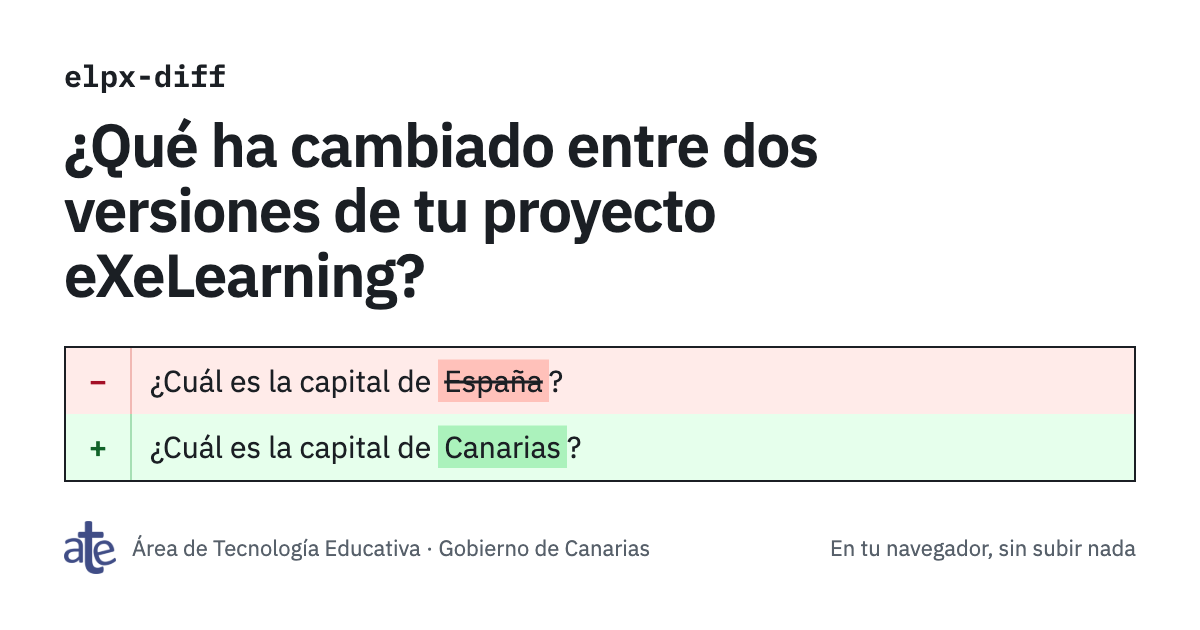 elpx-diff
¿Qué ha cambiado entre dos
versiones de tu proyecto
eXeLearning?
− ¿Cuál es la capital de España?
+ ¿Cuál es la capital de Canarias?
ate Área de Tecnología Educativa · Gobierno de Canarias
En tu navegador, sin subir nada